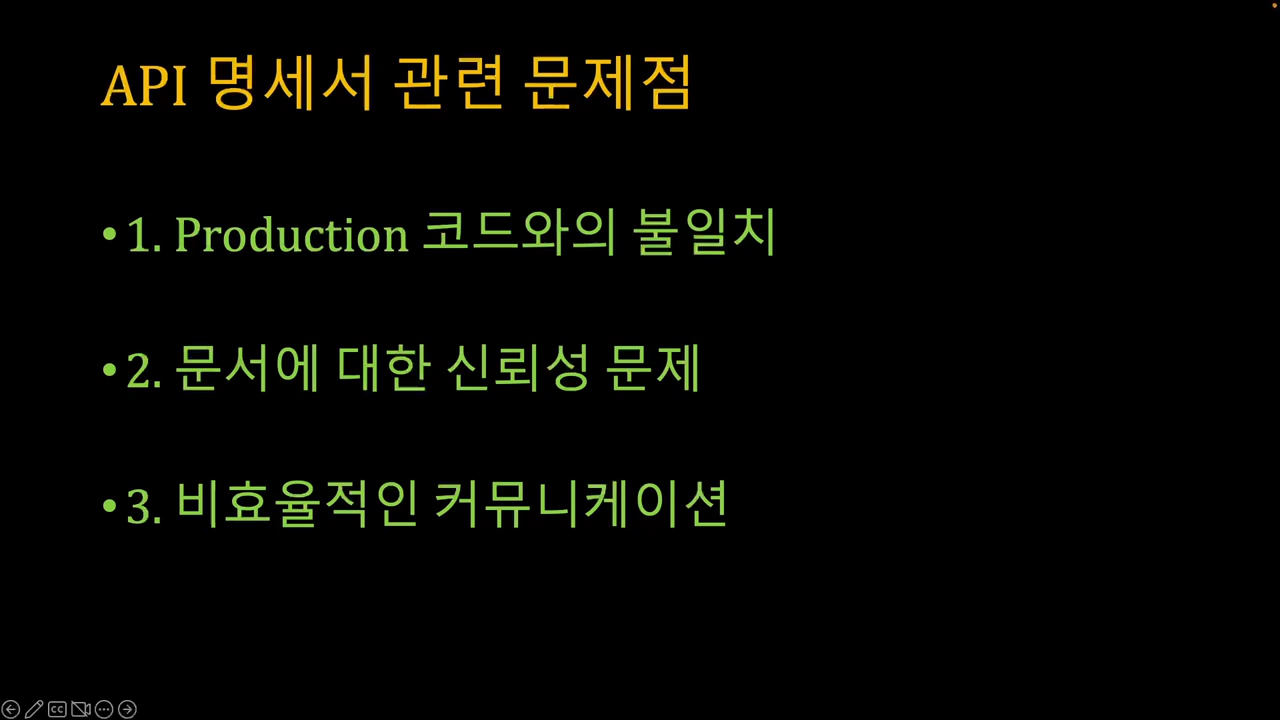 API 명세서 관련 문제점
• 1. Production 코드와의 불일치
• 2. 문서에 대한 신뢰성 문제
• 3. 비효율적인 커뮤니케이션
CC